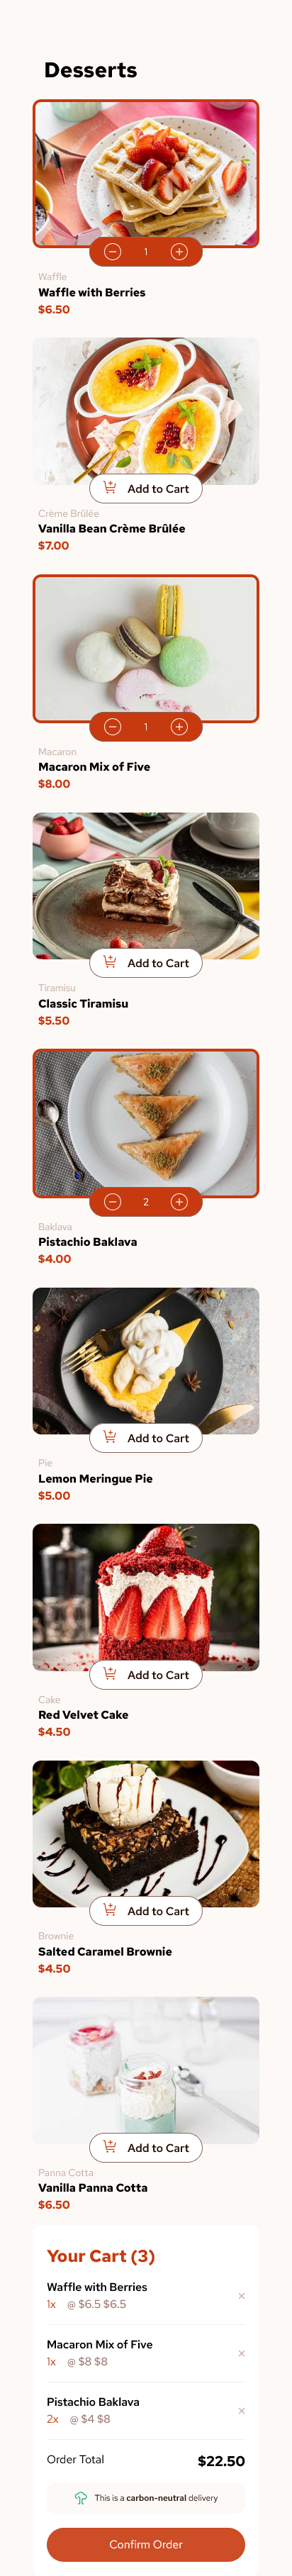 Desserts
1
Waffle
Waffle with Berries
$6.50
Add to Cart
Crème Brûlée
Vanilla Bean Crème Brûlée
$7.00
1
Macaron
Macaron Mix of Five
$8.00
Add to Cart
Tiramisu
Classic Tiramisu
$5.50
2
Baklava
Pistachio Baklava
$4.00
Add to Cart
Pie
Lemon Meringue Pie
$5.00
Add to Cart
Cake
Red Velvet Cake
$4.50
Add to Cart
Brownie
Salted Caramel Brownie
$4.50
Add to Cart
Panna Cotta
Vanilla Panna Cotta
$6.50
Your Cart (3)
Waffle with Berries
1x @ $6.5 $6.5
Macaron Mix of Five
1x @ $8 $8
Pistachio Baklava
2x @ $4 $8
Order Total $22.50
This is a carbon-neutral delivery
Confirm Order